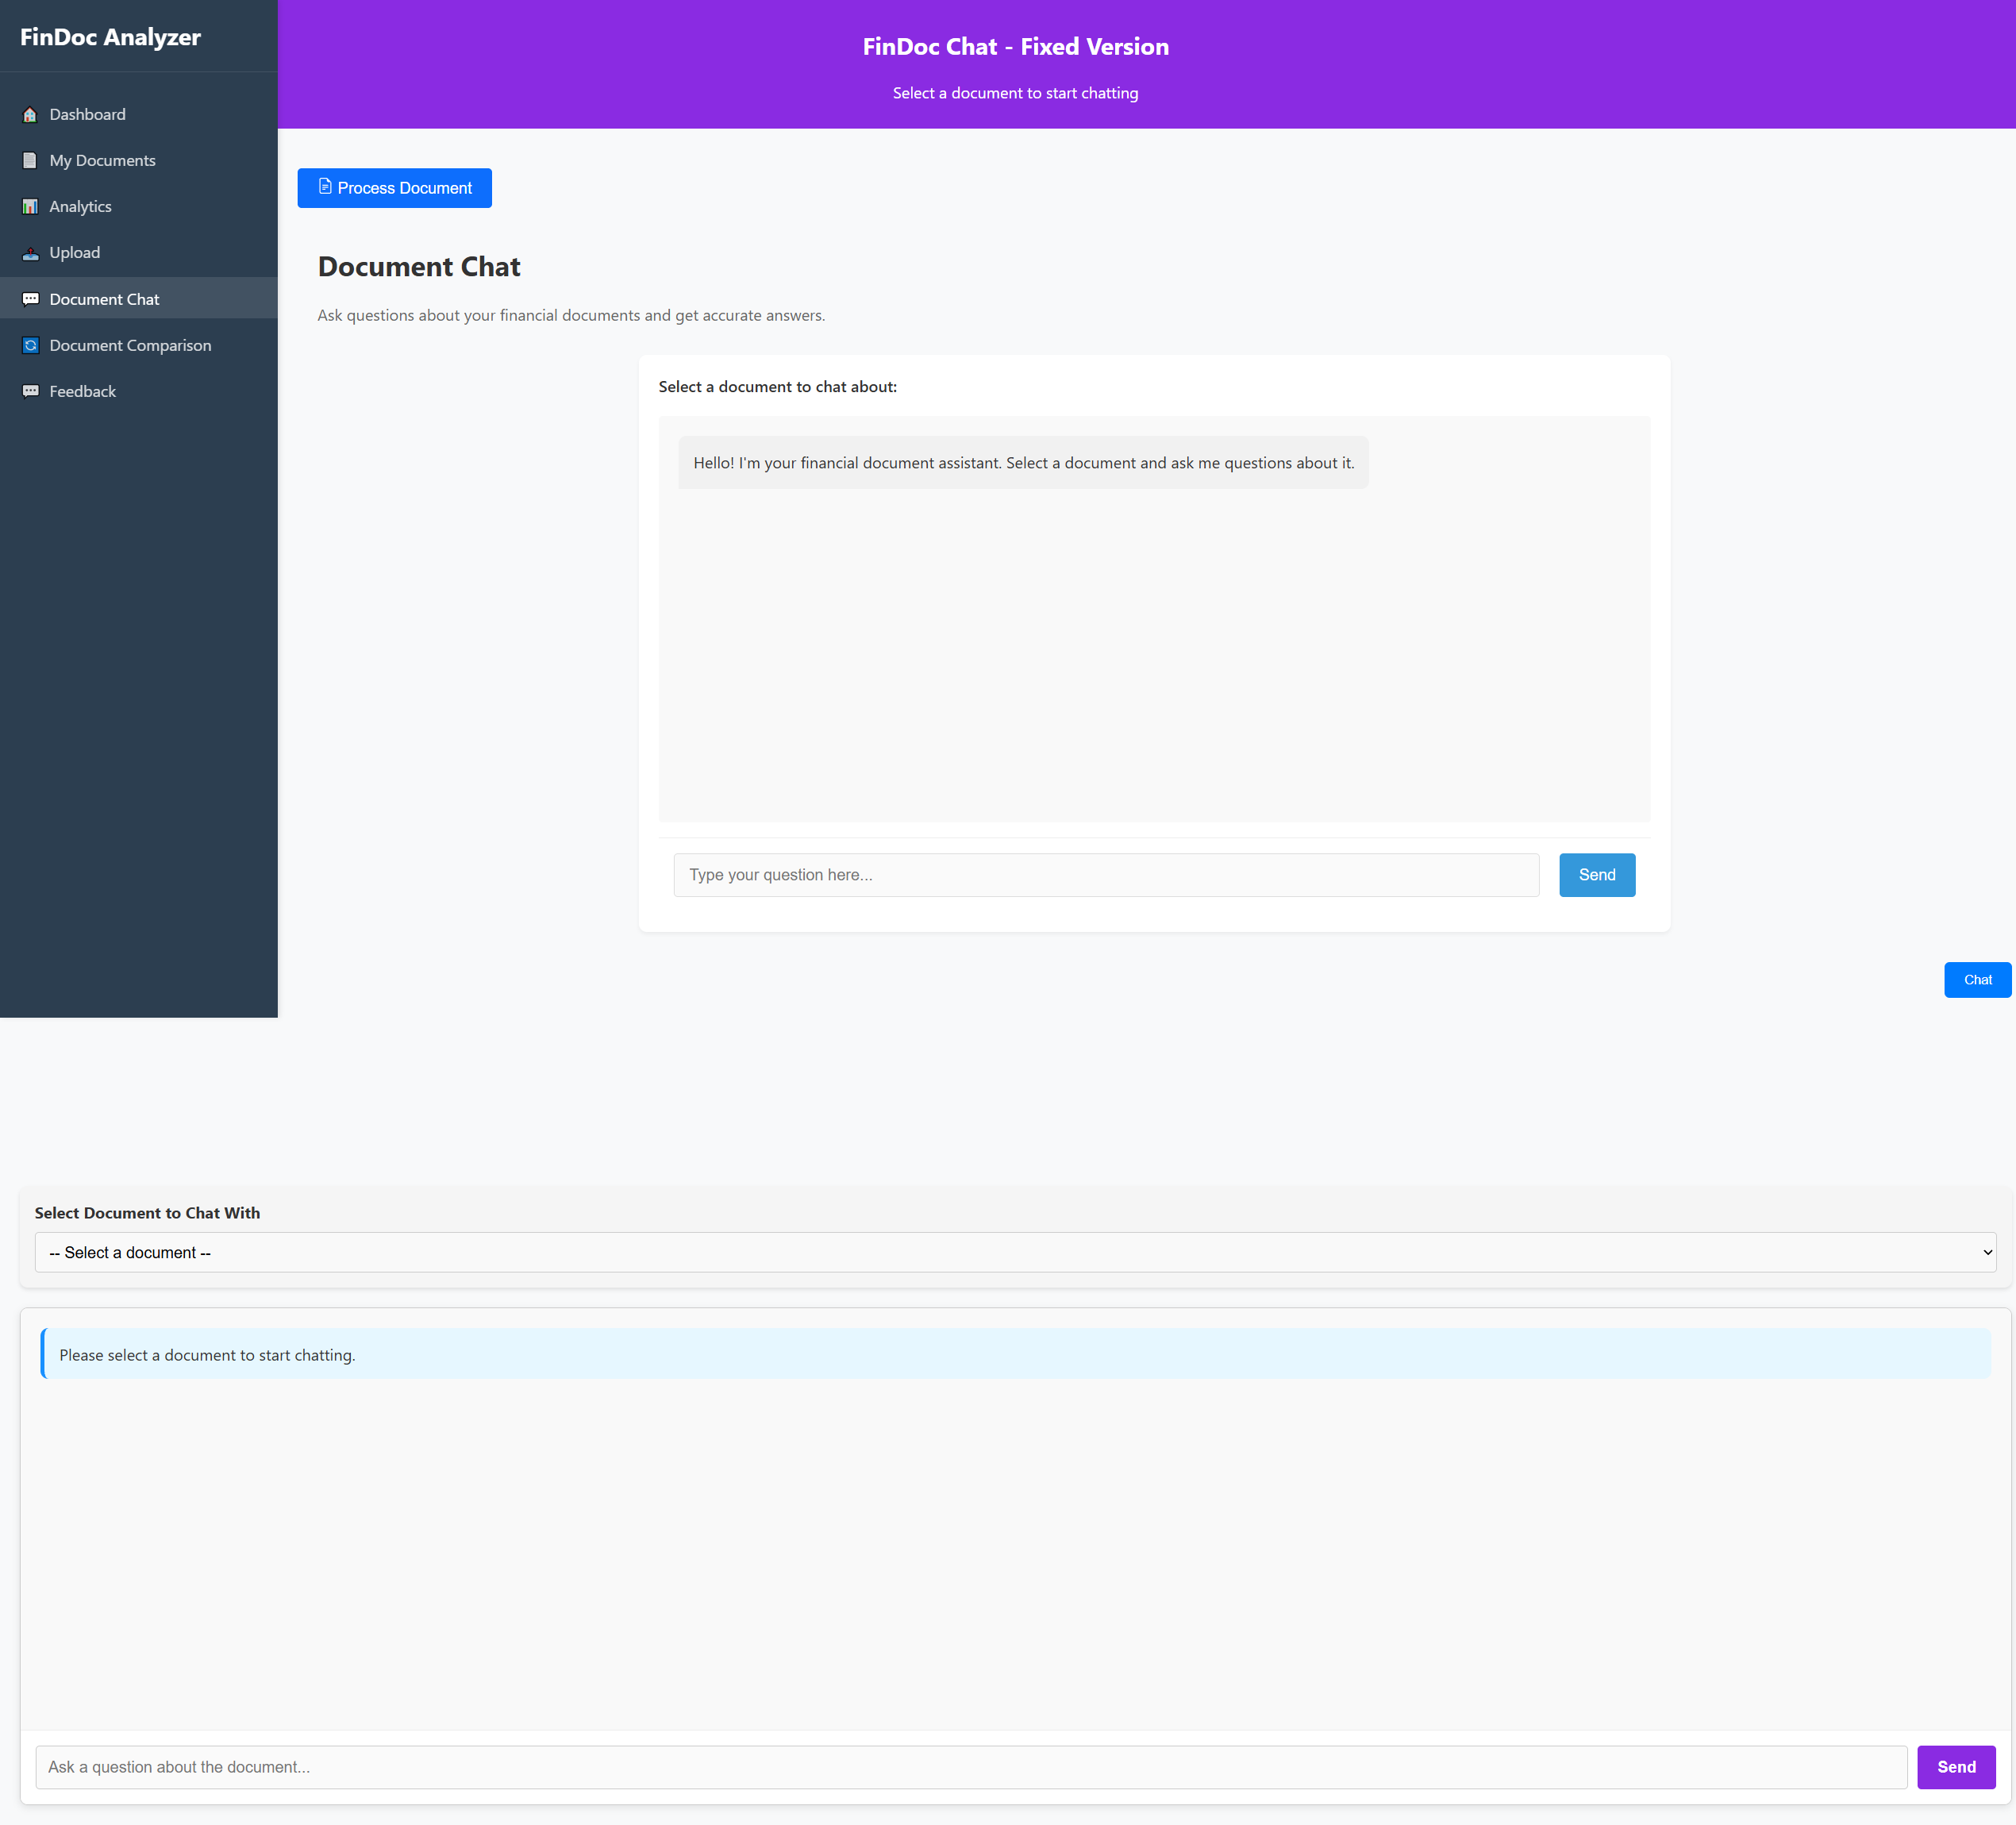 FinDoc Analyzer
Dashboard
My Documents
Analytics
Upload
Document Chat
Document Comparison
Feedback
FinDoc Chat - Fixed Version
Select a document to start chatting
Process Document
Document Chat
Ask questions about your financial documents and get accurate answers.
Select a document to chat about:
Hello! I'm your financial document assistant. Select a document and ask me questions about it.
Type your question here...
Send
Chat
Select Document to Chat With
-- Select a document --
Please select a document to start chatting.
Ask a question about the document...
Send